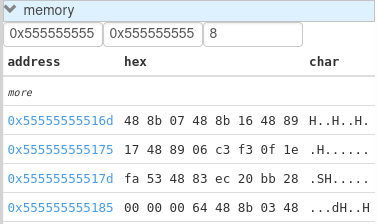 memory
0x555555555 0x555555555 8
address hex char
more
0x55555555516d 48 8b 07 48 8b 16 48 89 H..H..H.
0x555555555175 17 48 89 06 c3 f3 0f 1e .H......
0x55555555517d fa 53 48 83 ec 20 bb 28 .SH.....
0x555555555185 00 00 00 64 48 8b 03 48 ...dH..H